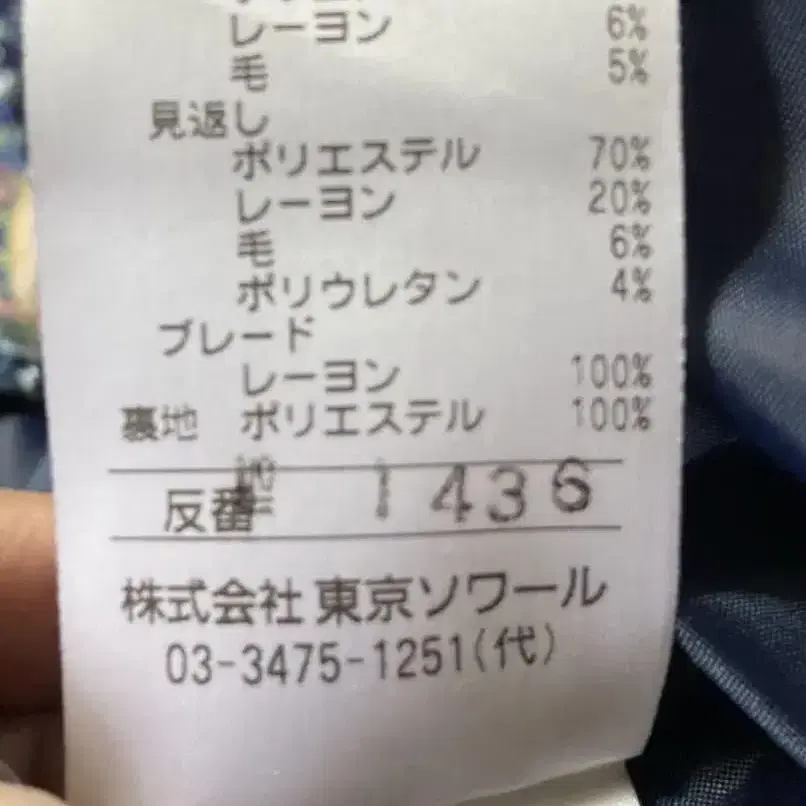 レーヨン 6%
毛 5%
見返し
ポリエステル 70%
レーヨン 20%
毛 6%
ポリウレタン 4%
ブレード
レーヨン 100%
裏地 ポリエステル 100%
反番 1436
株式会社 東京ソワール
03-3475-1251(代)